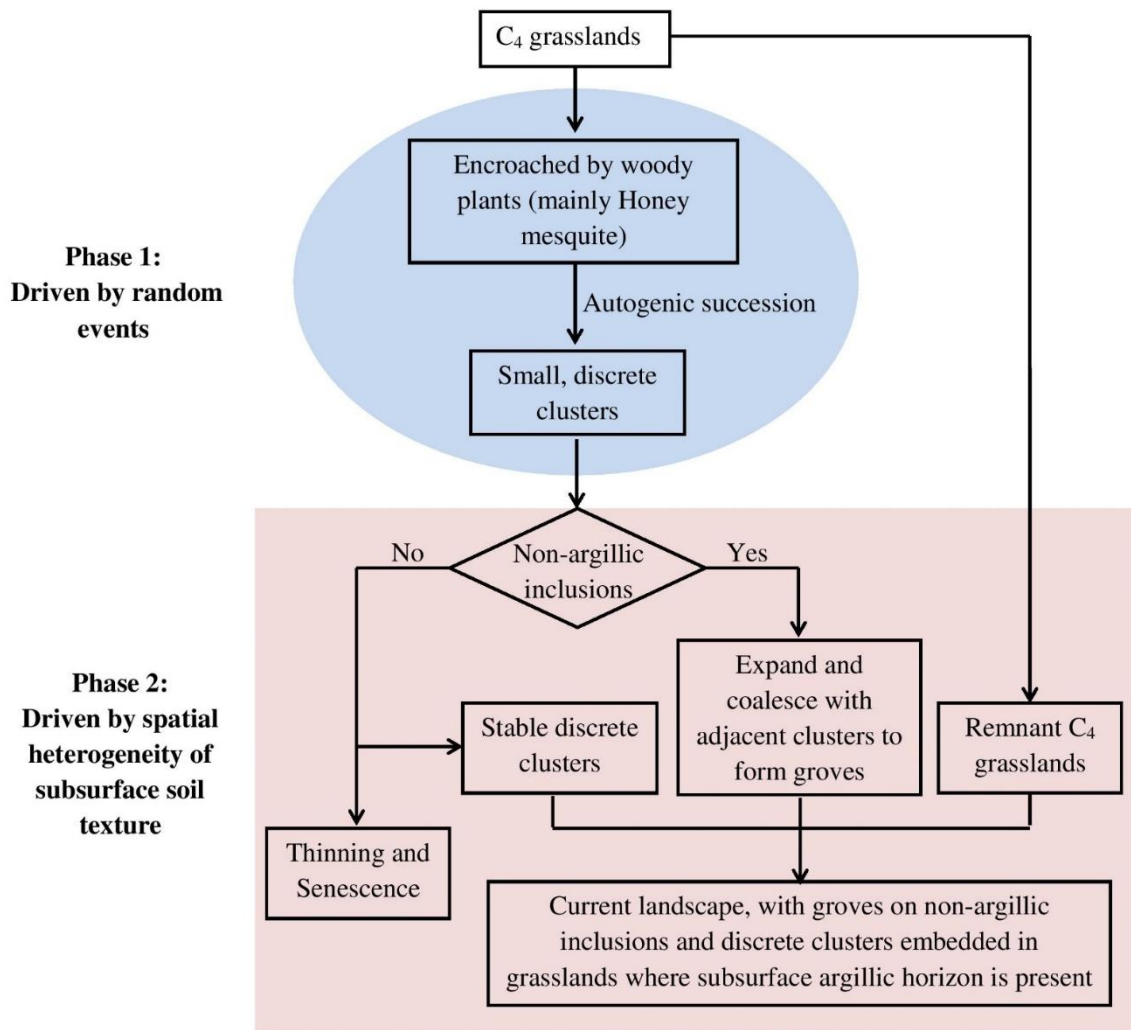 C₄ grasslands
Encroached by woody
plants (mainly Honey
mesquite)
Phase 1:
Driven by random
events
Autogenic succession
Small, discrete
clusters
No
Non-argillic
inclusions
Yes
Phase 2:
Driven by spatial
heterogeneity of
subsurface soil
texture
Stable discrete
clusters
Expand and
coalesce with
adjacent clusters to
form groves
Remnant C₄
grasslands
Thinning and
Senescence
Current landscape, with groves on non-argillic
inclusions and discrete clusters embedded in
grasslands where subsurface argillic horizon is present